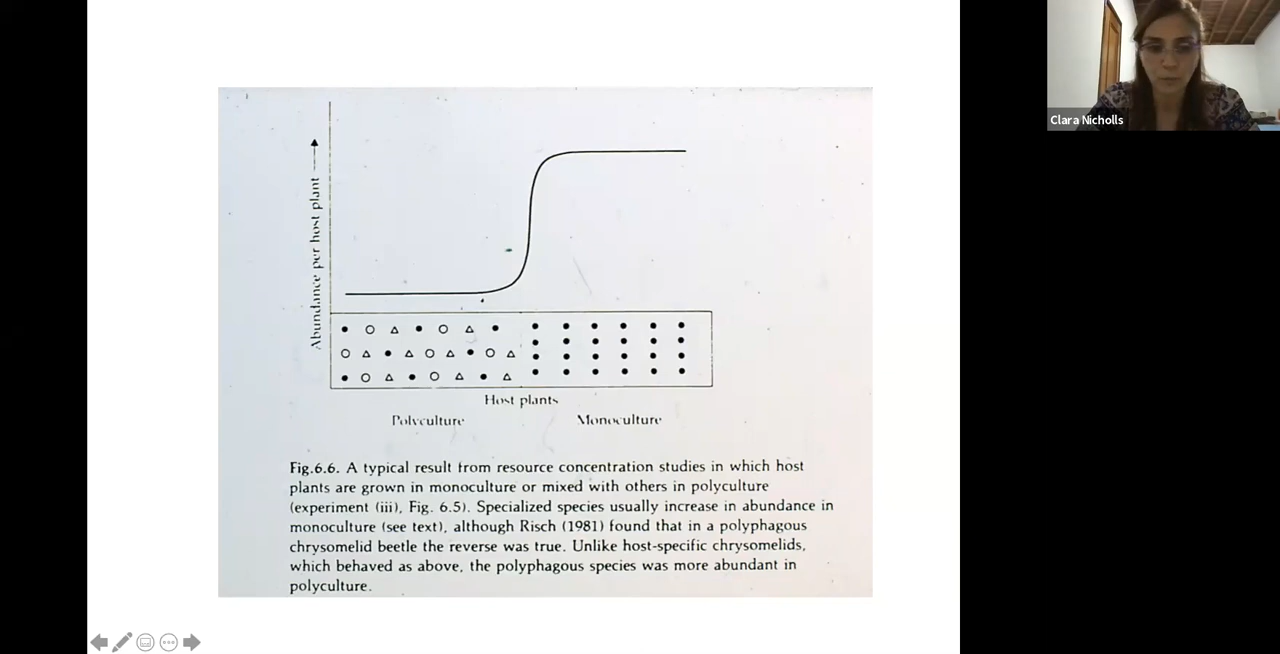 Clara Nicholls
Abundance per host plant
Host plants
Polyculture
Monoculture
Fig.6.6. A typical result from resource concentration studies in which host
plants are grown in monoculture or mixed with others in polyculture
(experiment (iii), Fig. 6.5). Specialized species usually increase in abundance in
monoculture (see text), although Risch (1981) found that in a polyphagous
chrysomelid beetle the reverse was true. Unlike host-specific chrysomelids,
which behaved as above, the polyphagous species was more abundant in
polyculture.